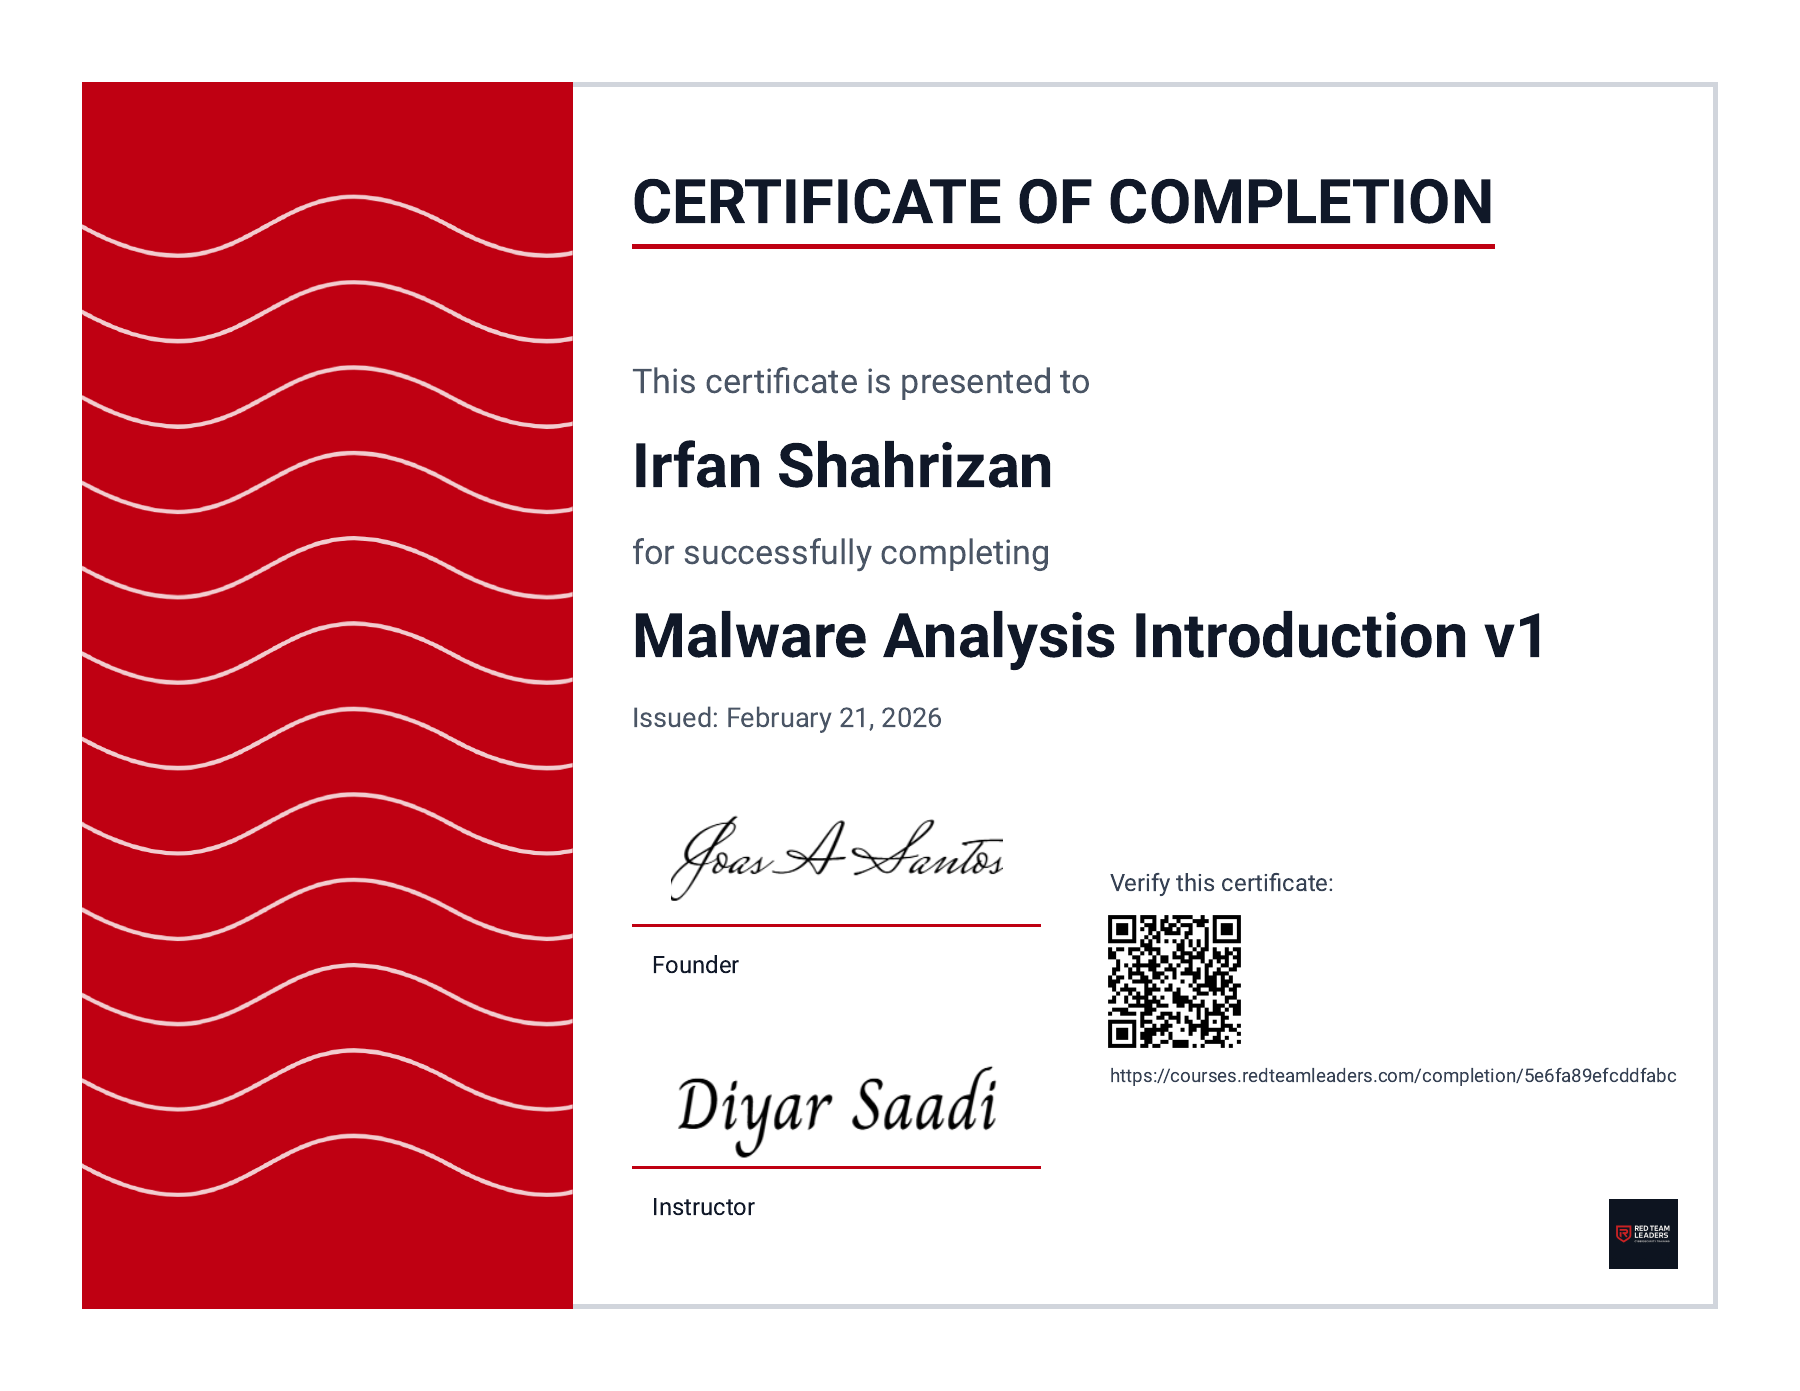 CERTIFICATE OF COMPLETION
This certificate is presented to
Irfan Shahrizan
for successfully completing
Malware Analysis Introduction v1
Issued: February 21, 2026
Joas A Santos
Founder
Verify this certificate:
https://courses.redteamleaders.com/completion/5e6fa89efcddfabc
Diyar Saadi
Instructor
RED TEAM
LEADERS